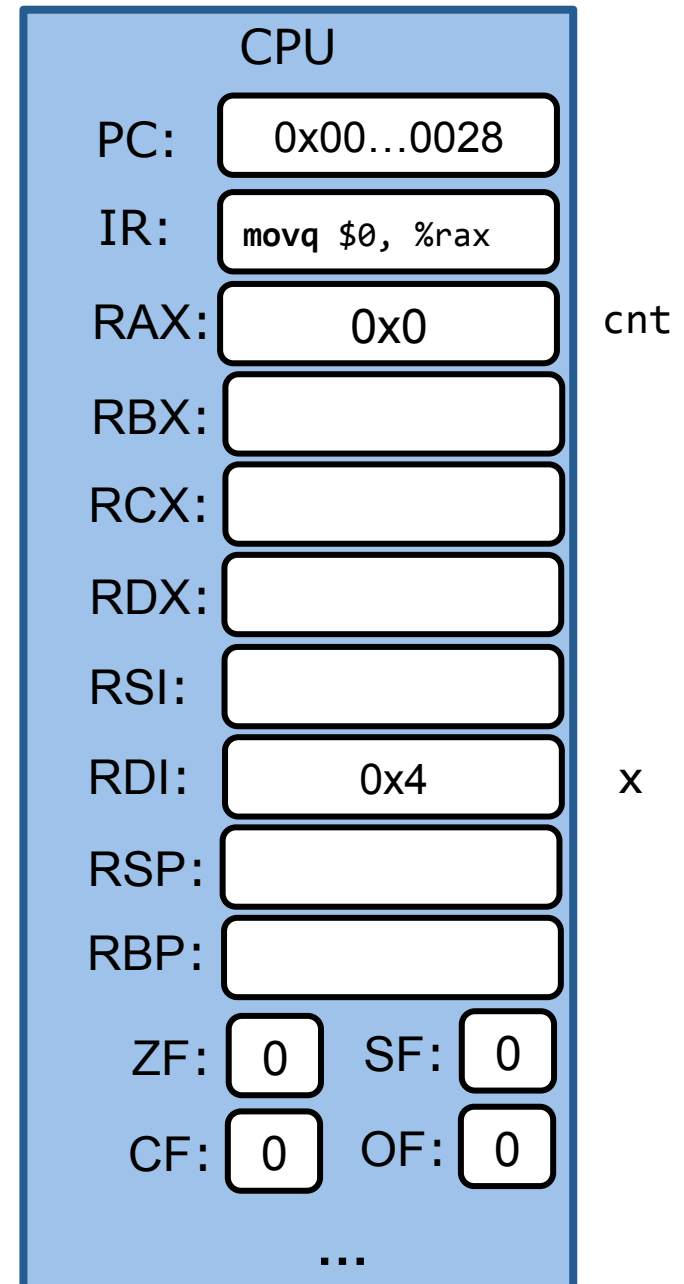 CPU
PC: 0x00...0028
IR: movq $0, %rax
RAX: 0x0 cnt
RBX:
RCX:
RDX:
RSI:
RDI: 0x4 x
RSP:
RBP:
ZF: 0 SF: 0
CF: 0 OF: 0
...